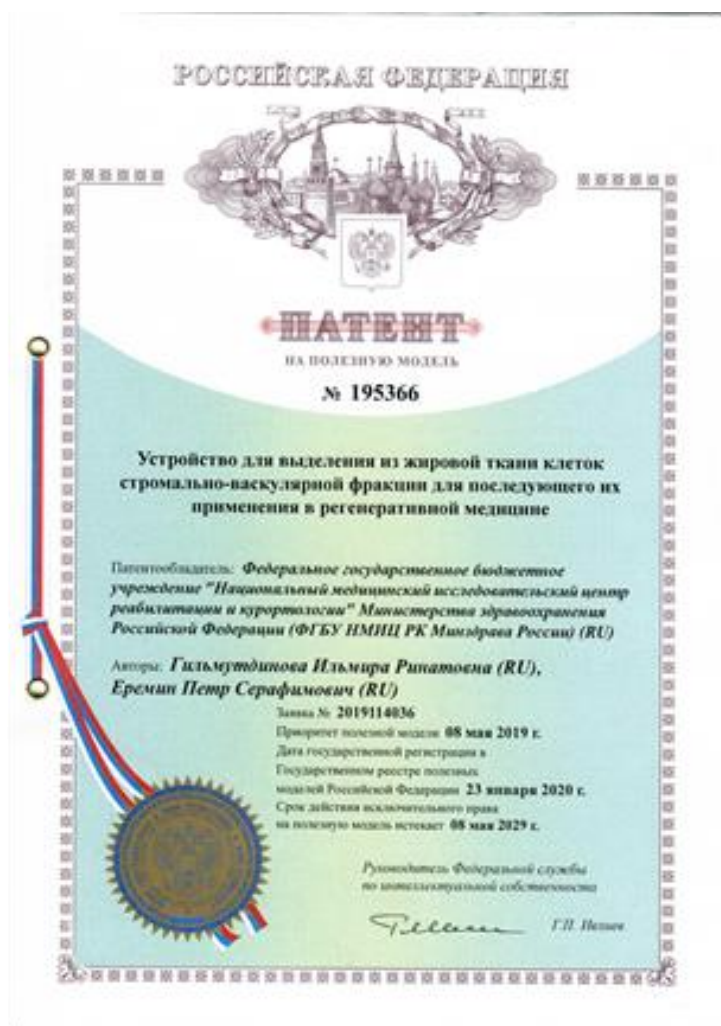 РОССИЙСКАЯ ФЕДЕРАЦИЯ
ПАТЕНТ
НА ПОЛЕЗНУЮ МОДЕЛЬ
№ 195366
Устройство для выделения из жировой ткани клеток
стромально-васкулярной фракции для последующего их
применения в регенеративной медицине
Патентообладатель: Федеральное государственное бюджетное
учреждение "Национальный медицинский исследовательский центр
реабилитации и курортологии" Министерства здравоохранения
Российской Федерации (ФГБУ НМИЦ РК Минздрава России) (RU)
Авторы: Гильмутдинова Ильмира Ринатовна (RU),
Еремин Петр Серафимович (RU)
Заявка № 2019114036
Приоритет полезной модели 08 мая 2019 г.
Дата государственной регистрации в
Государственном реестре полезных
моделей Российской Федерации 23 января 2020 г.
Срок действия исключительного права
на полезную модель истекает 08 мая 2029 г.
Руководитель Федеральной службы
по интеллектуальной собственности
Г.П. Ивлиев